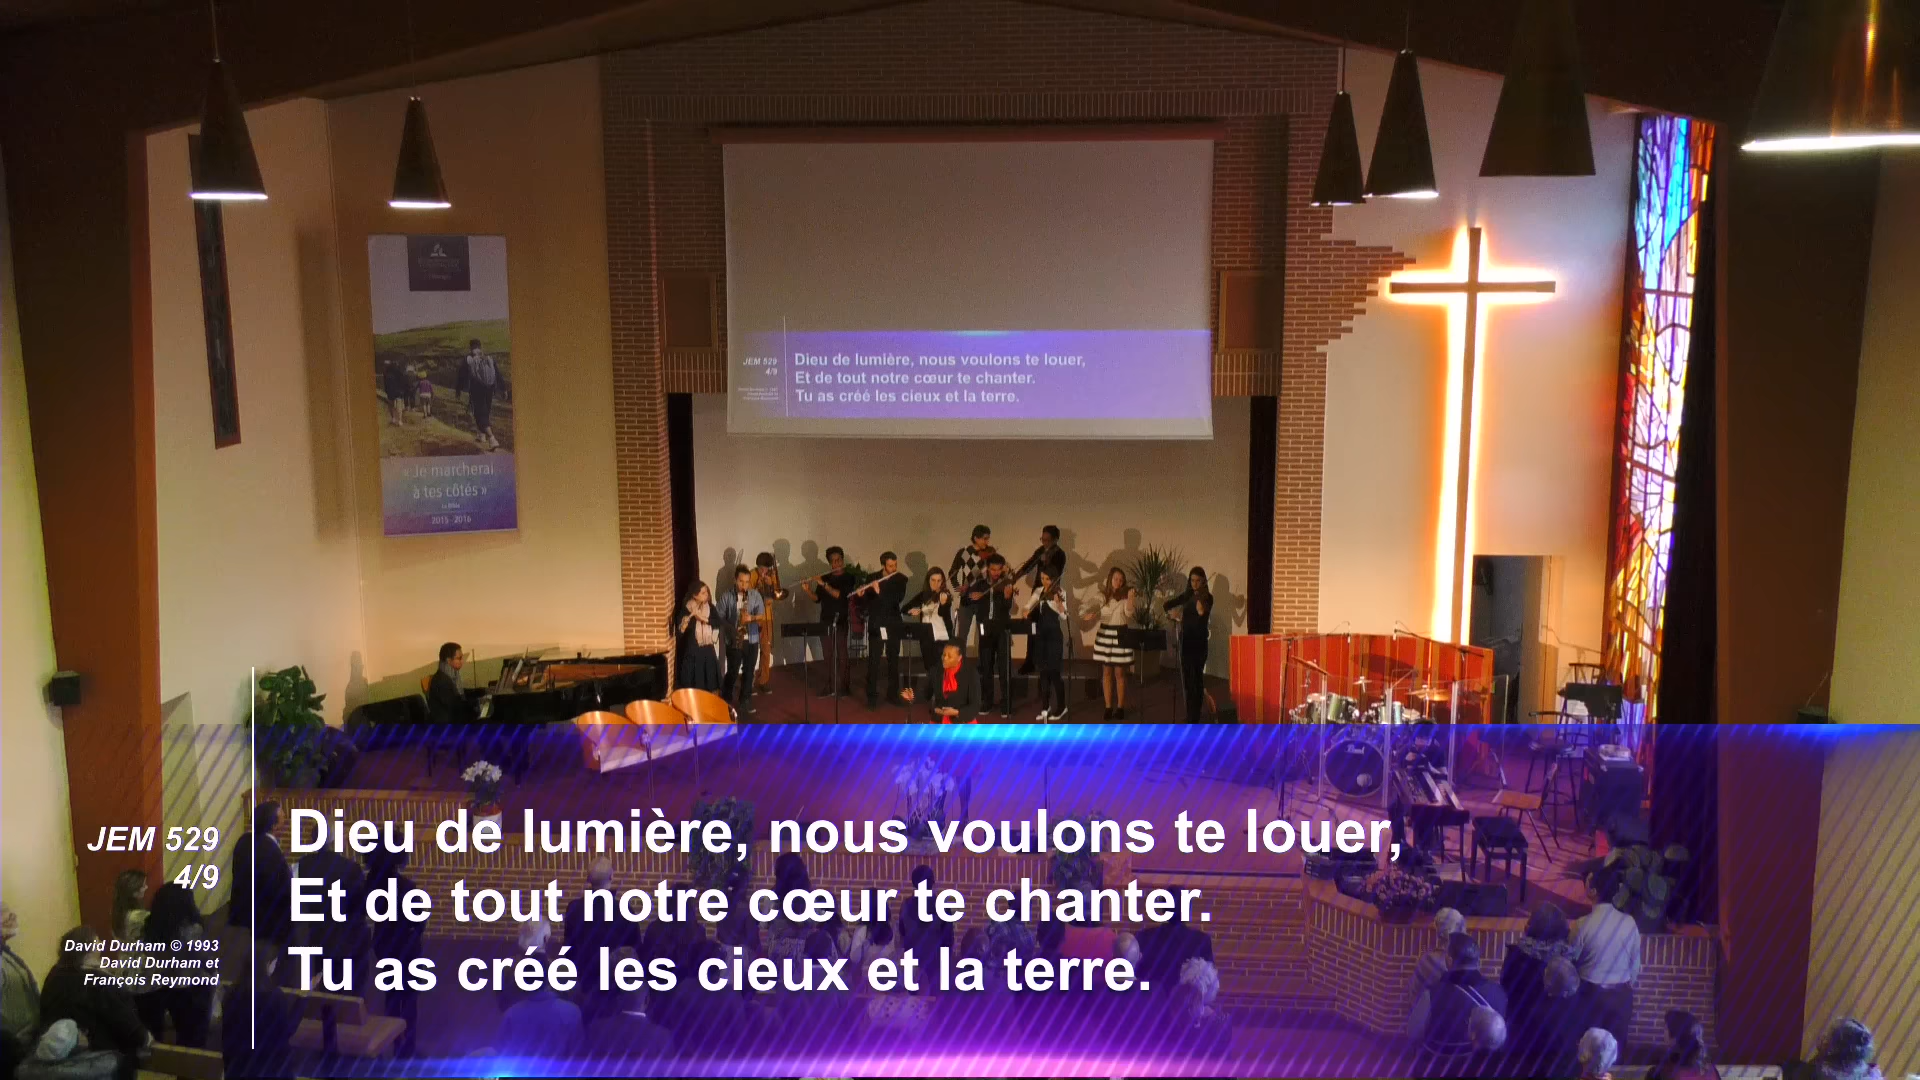 « Je marcherai
à tes côtés »
La Bible
2015 - 2016
JEM 529
4/9
Dieu de lumière, nous voulons te louer,
Et de tout notre cœur te chanter.
Tu as créé les cieux et la terre.
Pearl
JEM 529
4/9
David Durham © 1993
David Durham et
François Reymond
Dieu de lumière, nous voulons te louer,
Et de tout notre cœur te chanter.
Tu as créé les cieux et la terre.